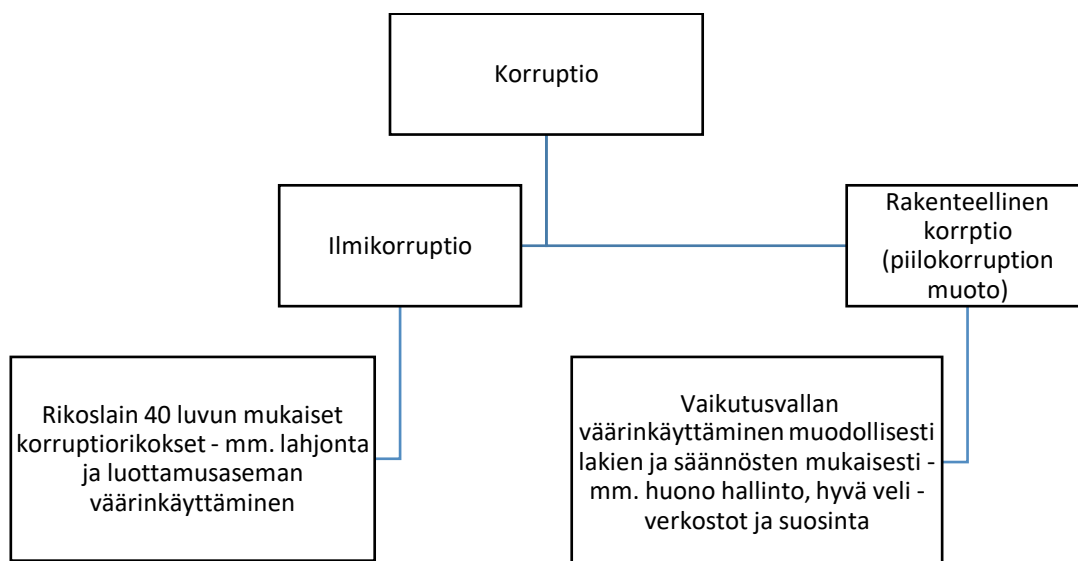 Korruptio
Ilmikorruptio
Rakenteellinen
korrptio
(piilokorruption
muoto)
Rikoslain 40 luvun mukaiset
korruptiorikokset - mm. lahjonta
ja luottamusaseman
väärinkäyttäminen
Vaikutusvallan
väärinkäyttäminen muodollisesti
lakien ja säännösten mukaisesti -
mm. huono hallinto, hyvä veli -
verkostot ja suosinta